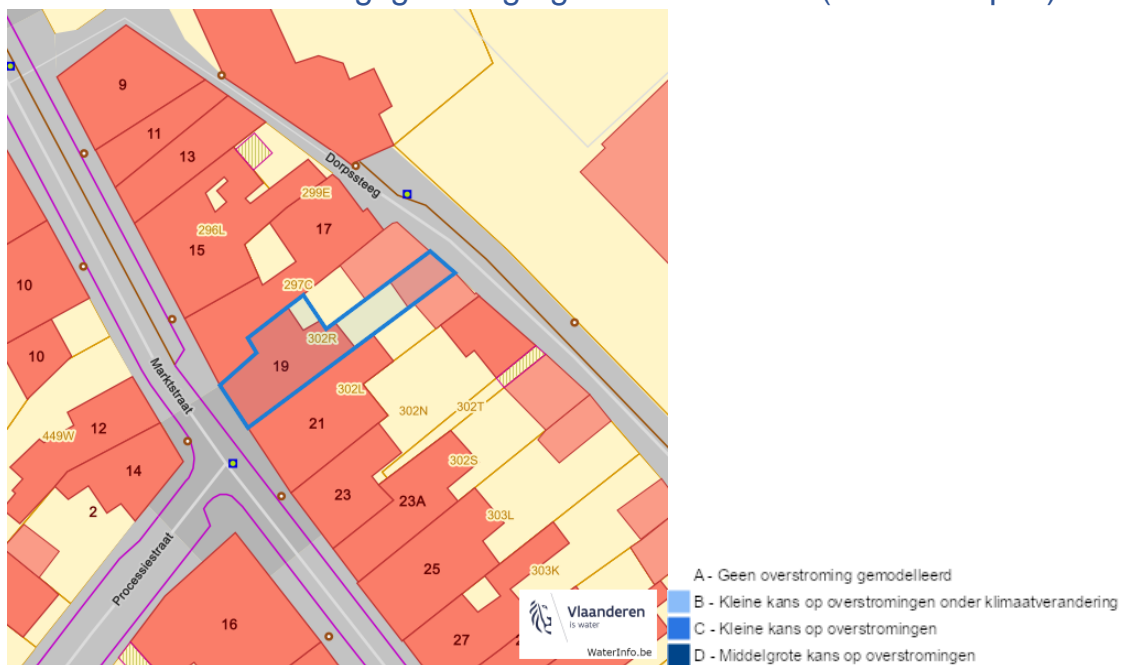 9
11
13
Dorpssteeg
299E
17
296L
15
10
297C
302R
19
10
Marktstraat
302L
302N
302T
21
449W
12
14
302S
23
23A
2
303L
Processiestraat
25
303K
16
27
Vlaanderen
is water
WaterInfo.be
A - Geen overstroming gemodelleerd
B - Kleine kans op overstromingen onder klimaatverandering
C - Kleine kans op overstromingen
D - Middelgrote kans op overstromingen